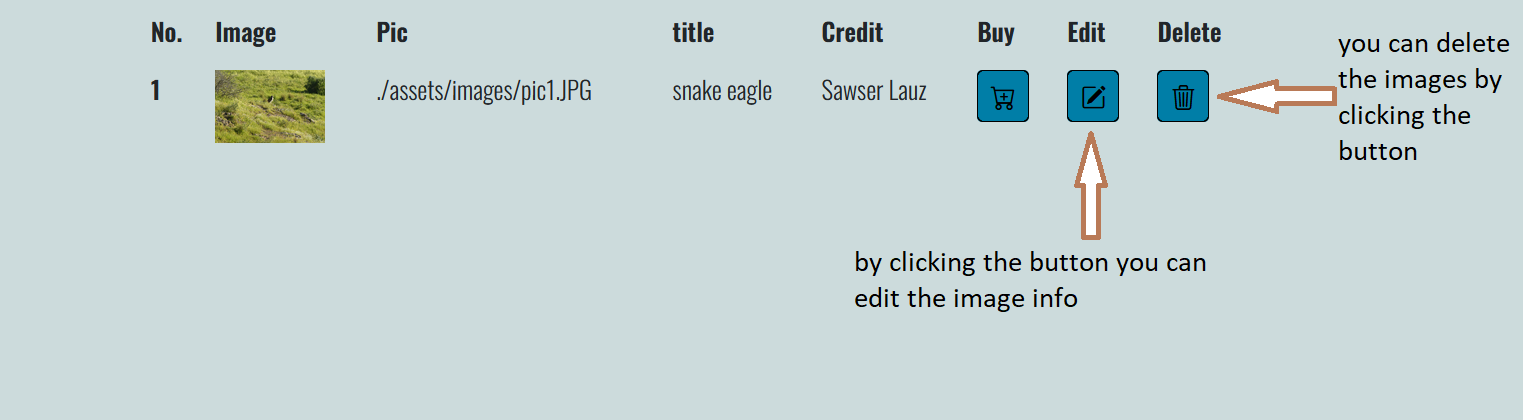 No. Image Pic title Credit Buy Edit Delete
1 ./assets/images/pic1.JPG snake eagle Sawser Lauz
you can delete
the images by
clicking the
button
by clicking the button you can
edit the image info